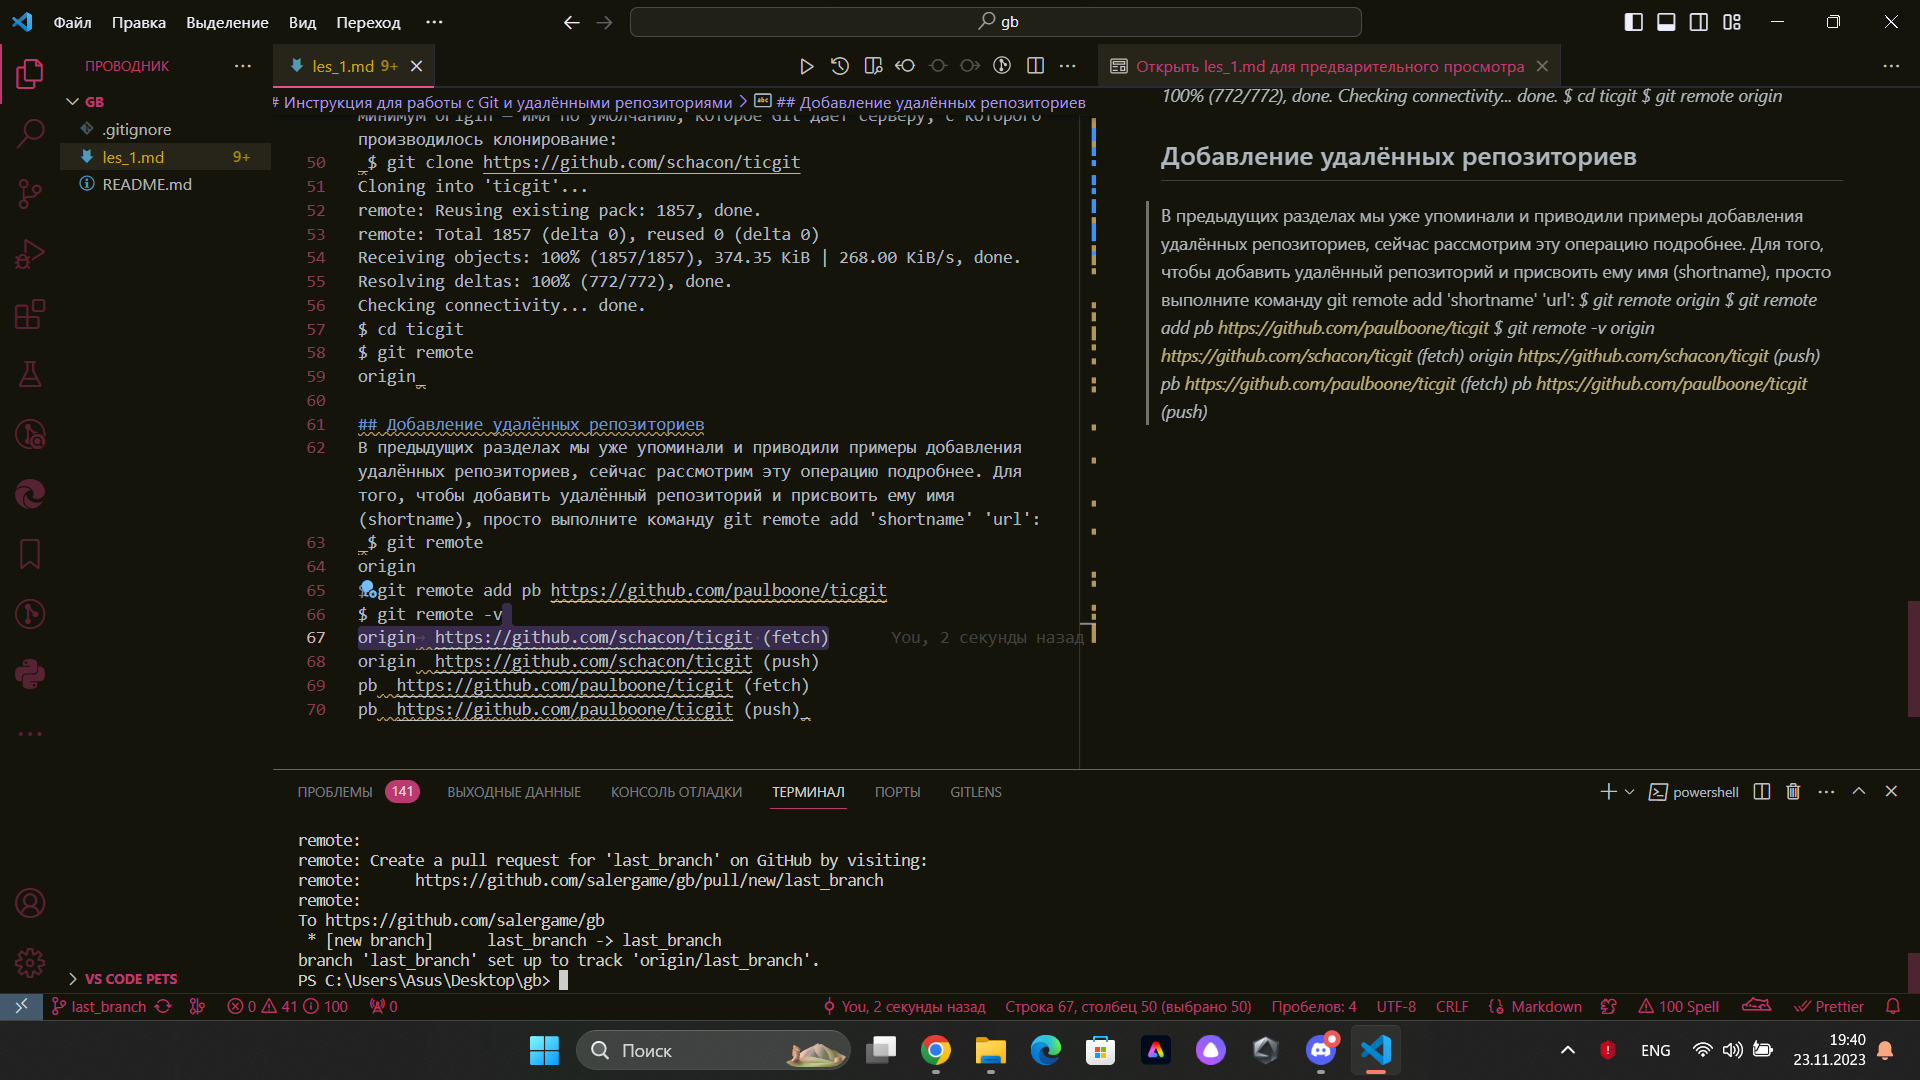 Файл Правка Выделение Вид Переход ··· gb
ПРОВОДНИК ···
GB
.gitignore
les_1.md 9+
README.md
VS CODE PETS
les_1.md 9+
# Инструкция для работы с Git и удалёнными репозиториями > ## Добавление удалённых репозиториев
минимум origin — имя по умолчанию, которое Git даёт серверу, с которого
производилось клонирование:
50 _$ git clone https://github.com/schacon/ticgit
51 Cloning into 'ticgit'...
52 remote: Reusing existing pack: 1857, done.
53 remote: Total 1857 (delta 0), reused 0 (delta 0)
54 Receiving objects: 100% (1857/1857), 374.35 KiB | 268.00 KiB/s, done.
55 Resolving deltas: 100% (772/772), done.
56 Checking connectivity... done.
57 $ cd ticgit
58 $ git remote
59 origin_
60
61 ## Добавление удалённых репозиториев
62 В предыдущих разделах мы уже упоминали и приводили примеры добавления
удалённых репозиториев, сейчас рассмотрим эту операцию подробнее. Для
того, чтобы добавить удалённый репозиторий и присвоить ему имя
(shortname), просто выполните команду git remote add 'shortname' 'url':
63 _$ git remote
64 origin
65 $ git remote add pb https://github.com/paulboone/ticgit
66 $ git remote -v
67 origin https://github.com/schacon/ticgit (fetch) You, 2 секунды назад
68 origin https://github.com/schacon/ticgit (push)
69 pb https://github.com/paulboone/ticgit (fetch)
70 pb https://github.com/paulboone/ticgit (push)_
Открыть les_1.md для предварительного просмотра
100% (772/772), done. Checking connectivity... done. $ cd ticgit $ git remote origin
Добавление удалённых репозиториев
В предыдущих разделах мы уже упоминали и приводили примеры добавления
удалённых репозиториев, сейчас рассмотрим эту операцию подробнее. Для того,
чтобы добавить удалённый репозиторий и присвоить ему имя (shortname), просто
выполните команду git remote add 'shortname' 'url': $ git remote origin $ git remote
add pb https://github.com/paulboone/ticgit $ git remote -v origin
https://github.com/schacon/ticgit (fetch) origin https://github.com/schacon/ticgit (push)
pb https://github.com/paulboone/ticgit (fetch) pb https://github.com/paulboone/ticgit
(push)
ПРОБЛЕМЫ 141 ВЫХОДНЫЕ ДАННЫЕ КОНСОЛЬ ОТЛАДКИ ТЕРМИНАЛ ПОРТЫ GITLENS
powershell
remote:
remote: Create a pull request for 'last_branch' on GitHub by visiting:
remote: https://github.com/salergame/gb/pull/new/last_branch
remote:
To https://github.com/salergame/gb
* [new branch] last_branch -> last_branch
branch 'last_branch' set up to track 'origin/last_branch'.
PS C:\Users\Asus\Desktop\gb>
last_branch 0 41 100 0 You, 2 секунды назад Строка 67, столбец 50 (выбрано 50) Пробелов: 4 UTF-8 CRLF Markdown 100 Spell Prettier
Поиск
ENG
19:40
23.11.2023